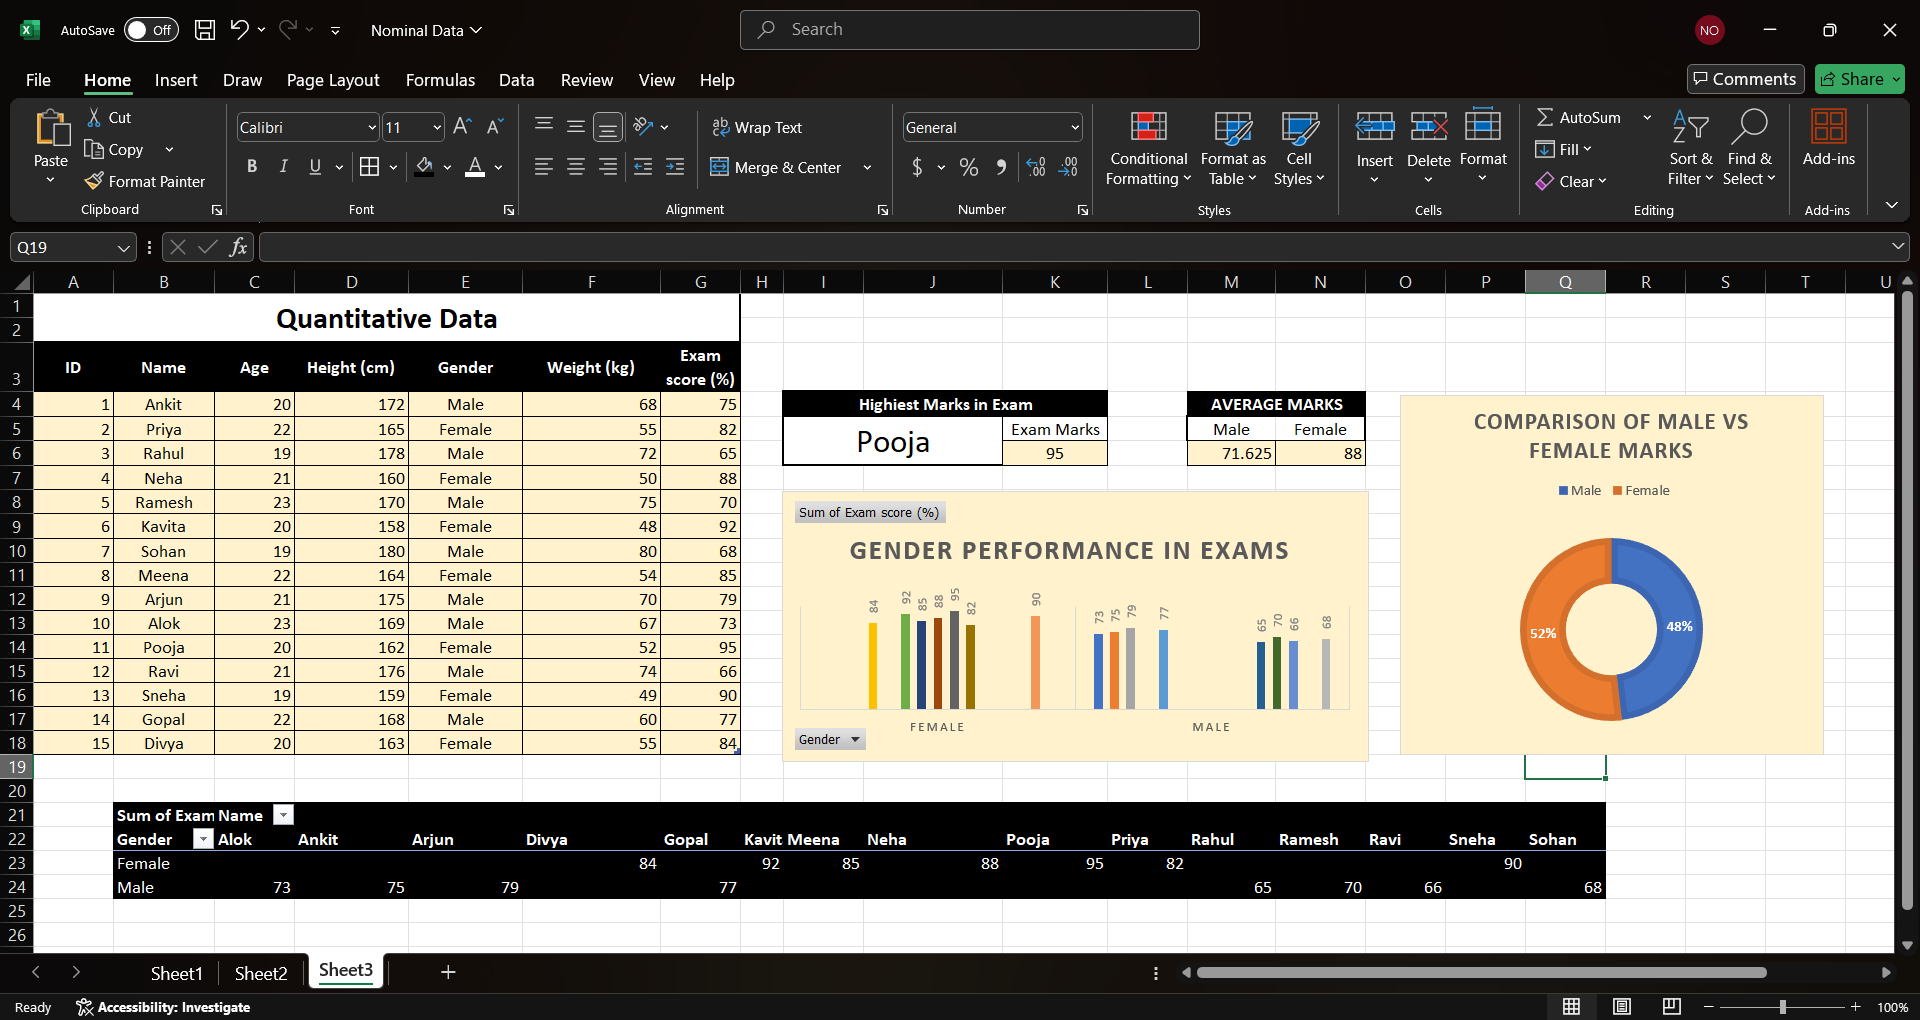 AutoSave Off Nominal Data Search NO
File Home Insert Draw Page Layout Formulas Data Review View Help Comments Share
Paste Cut Copy Format Painter Clipboard
Calibri 11 B I U A Font
ab Wrap Text Merge & Center Alignment
General $ % Number
Conditional Formatting Format as Table Cell Styles Styles
Insert Delete Format Cells
AutoSum Fill Clear Sort & Filter Find & Select Editing
Add-ins Add-ins
Q19 fx
A B C D E F G H I J K L M N O P Q R S T U
1
2 Quantitative Data
3 ID Name Age Height (cm) Gender Weight (kg) Exam score (%)
4 1 Ankit 20 172 Male 68 75
5 2 Priya 22 165 Female 55 82
6 3 Rahul 19 178 Male 72 65
7 4 Neha 21 160 Female 50 88
8 5 Ramesh 23 170 Male 75 70
9 6 Kavita 20 158 Female 48 92
10 7 Sohan 19 180 Male 80 68
11 8 Meena 22 164 Female 54 85
12 9 Arjun 21 175 Male 70 79
13 10 Alok 23 169 Male 67 73
14 11 Pooja 20 162 Female 52 95
15 12 Ravi 21 176 Male 74 66
16 13 Sneha 19 159 Female 49 90
17 14 Gopal 22 168 Male 60 77
18 15 Divya 20 163 Female 55 84
Highiest Marks in Exam
Pooja Exam Marks
95
AVERAGE MARKS
Male Female
71.625 88
Sum of Exam score (%)
GENDER PERFORMANCE IN EXAMS
84 92 85 88 95 82 90 73 75 79 77 65 70 66 68
FEMALE MALE
Gender
COMPARISON OF MALE VS
FEMALE MARKS
Male Female
52% 48%
19
20
21 Sum of Exam Name
22 Gender Alok Ankit Arjun Divya Gopal Kavit Meena Neha Pooja Priya Rahul Ramesh Ravi Sneha Sohan
23 Female 84 92 85 88 95 82 90
24 Male 73 75 79 77 65 70 66 68
25
26
Sheet1 Sheet2 Sheet3
Ready Accessibility: Investigate 100%